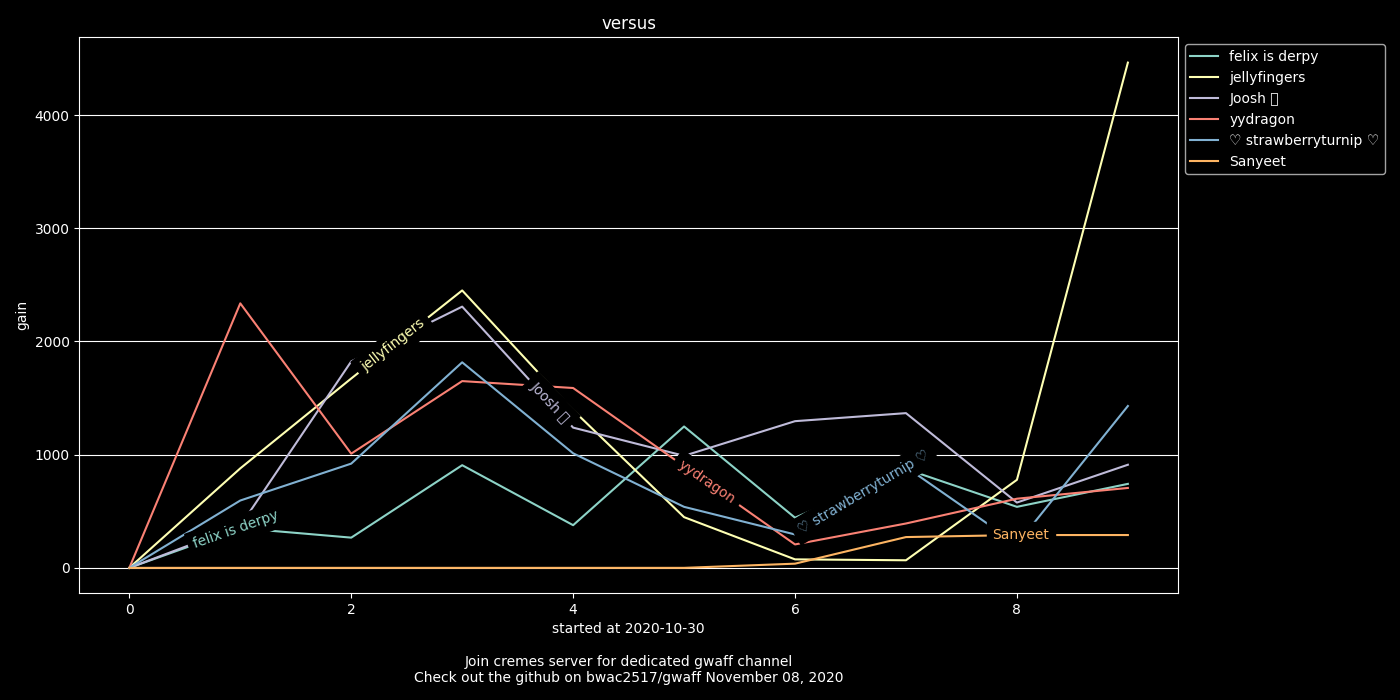 versus
felix is derpy
jellyfingers
Joosh ▯
yydragon
♡ strawberryturnip ♡
Sanyeet
4000
3000
2000
1000
0
gain
jellyfingers
Joosh ▯
yydragon
♡ strawberryturnip ♡
felix is derpy
Sanyeet
0 2 4 6 8
started at 2020-10-30
Join cremes server for dedicated gwaff channel
Check out the github on bwac2517/gwaff November 08, 2020